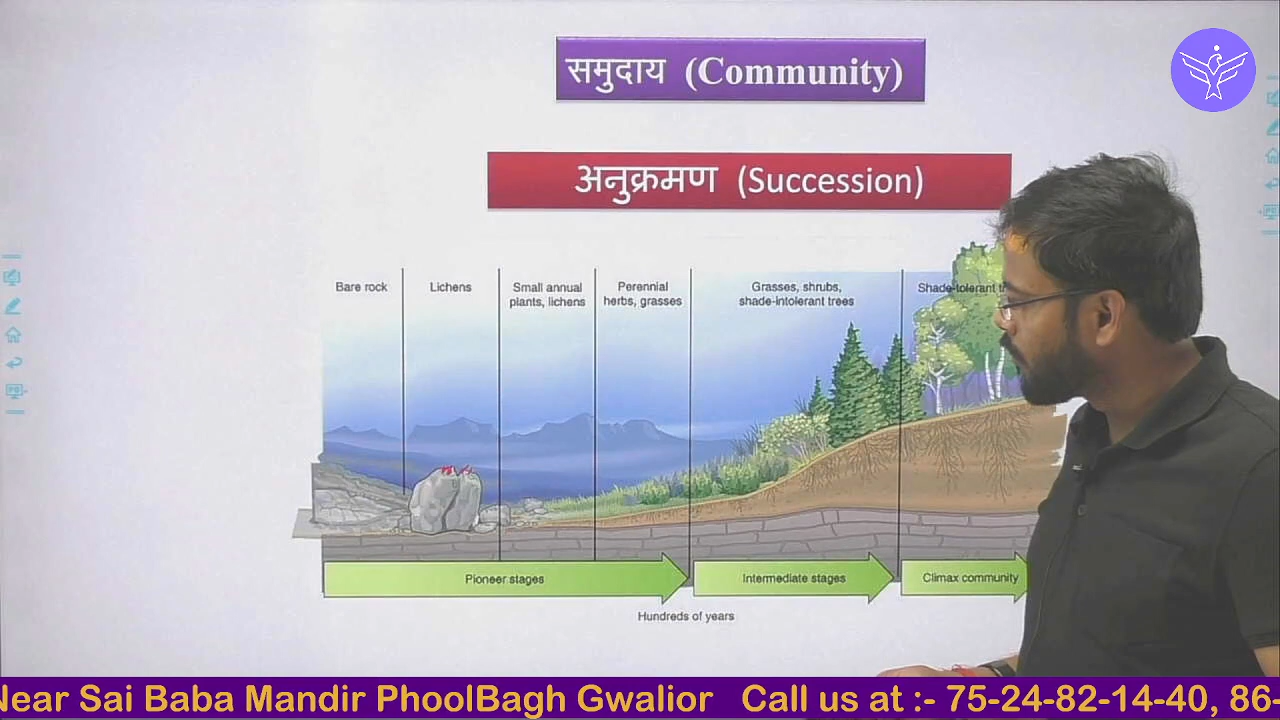 समुदाय (Community)
अनुक्रमण (Succession)
Bare rock
Lichens
Small annual
plants, lichens
Perennial
herbs, grasses
Grasses, shrubs,
shade-intolerant trees
Shade-tolerant
Pioneer stages
Intermediate stages
Climax community
Hundreds of years
Near Sai Baba Mandir PhoolBagh Gwalior Call us at :- 75-24-82-14-40, 86-